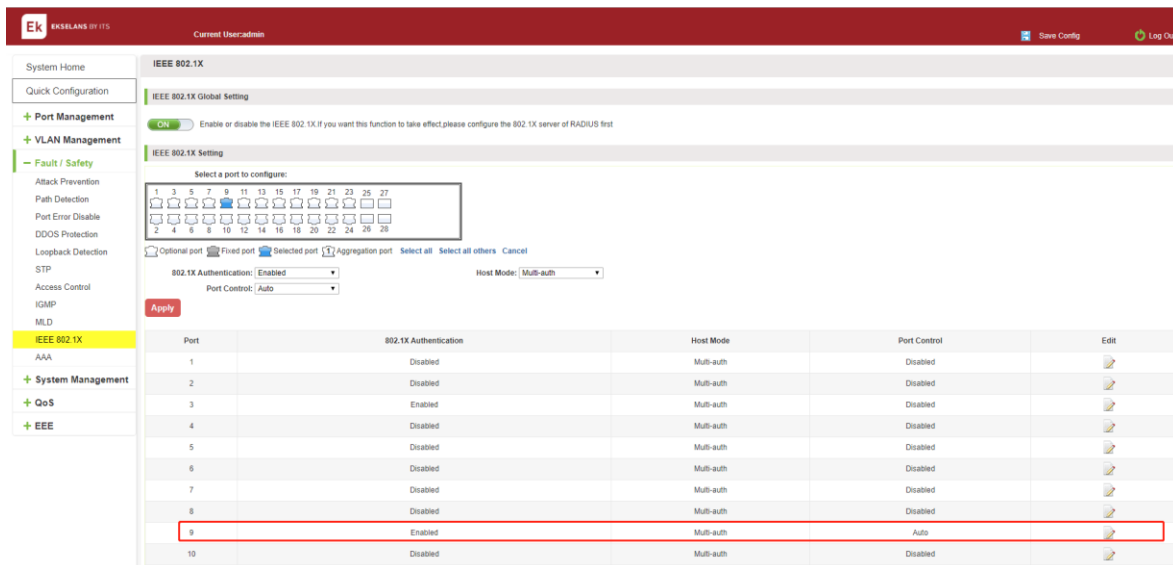 Ek EKSELANS BY ITS
Current User:admin
Save Config
Log Ou
System Home
Quick Configuration
+ Port Management
+ VLAN Management
− Fault / Safety
Attack Prevention
Path Detection
Port Error Disable
DDOS Protection
Loopback Detection
STP
Access Control
IGMP
MLD
IEEE 802.1X
AAA
+ System Management
+ QoS
+ EEE
IEEE 802.1X
IEEE 802.1X Global Setting
ON Enable or disable the IEEE 802.1X.If you want this function to take effect,please configure the 802.1X server of RADIUS first
IEEE 802.1X Setting
Select a port to configure:
1 3 5 7 9 11 13 15 17 19 21 23 25 27
2 4 6 8 10 12 14 16 18 20 22 24 26 28
Optional port Fixed port Selected port 1 Aggregation port Select all Select all others Cancel
802.1X Authentication: Enabled Host Mode: Multi-auth
Port Control: Auto
Apply
Port 802.1X Authentication Host Mode Port Control Edit
1 Disabled Multi-auth Disabled
2 Disabled Multi-auth Disabled
3 Enabled Multi-auth Disabled
4 Disabled Multi-auth Disabled
5 Disabled Multi-auth Disabled
6 Disabled Multi-auth Disabled
7 Disabled Multi-auth Disabled
8 Disabled Multi-auth Disabled
9 Enabled Multi-auth Auto
10 Disabled Multi-auth Disabled